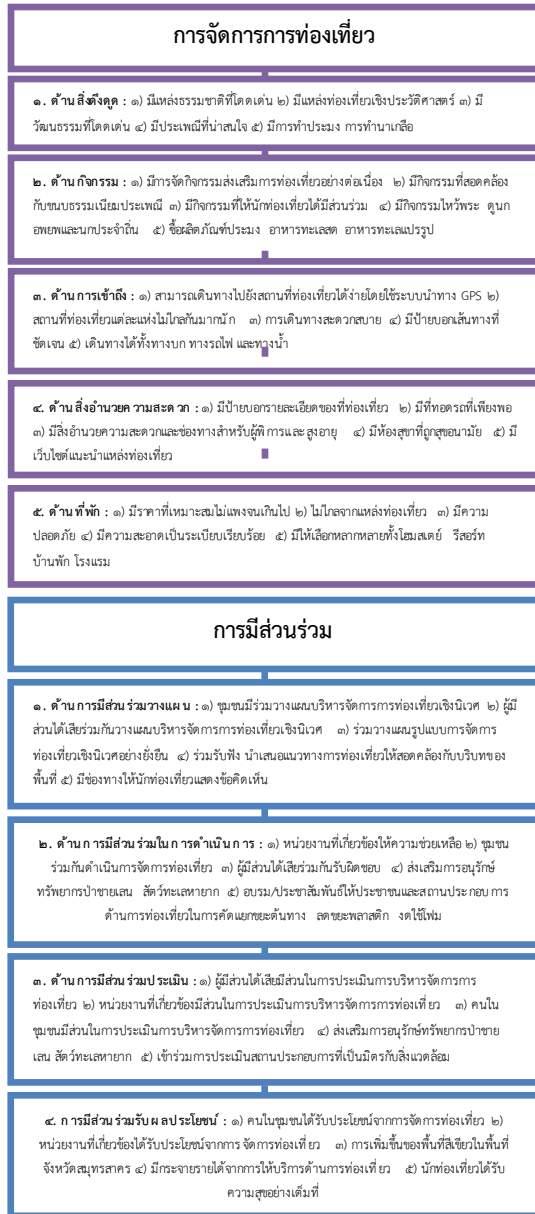 การจัดการการท่องเที่ยว
๑. ด้านสิ่งดึงดูด : ๑) มีแหล่งธรรมชาติที่โดดเด่น ๒) มีแหล่งท่องเที่ยวเชิงประวัติศาสตร์ ๓) มี
วัฒนธรรมที่โดดเด่น ๔) มีประเพณีที่น่าสนใจ ๕) มีการทำประมง การทำนาเกลือ
๒. ด้านกิจกรรม : ๑) มีการจัดกิจกรรมส่งเสริมการท่องเที่ยวอย่างต่อเนื่อง ๒) มีกิจกรรมที่สอดคล้อง
กับขนบธรรมเนียมประเพณี ๓) มีกิจกรรมที่ให้นักท่องเที่ยวได้มีส่วนร่วม ๔) มีกิจกรรมไหว้พระ ดูนก
อพยพและนกประจำถิ่น ๕) ซื้อผลิตภัณฑ์ประมง อาหารทะเลสด อาหารทะเลแปรรูป
๓. ด้านการเข้าถึง : ๑) สามารถเดินทางไปยังสถานที่ท่องเที่ยวได้ง่ายโดยใช้ระบบนำทาง GPS ๒)
สถานที่ท่องเที่ยวแต่ละแห่งไม่ไกลกันมากนัก ๓) การเดินทางสะดวกสบาย ๔) มีป้ายบอกเส้นทางที่
ชัดเจน ๕) เดินทางได้ทั้งทางบก ทางรถไฟ และทางน้ำ
๔. ด้านสิ่งอำนวยความสะดวก : ๑) มีป้ายบอกรายละเอียดของที่ท่องเที่ยว ๒) มีที่ทอดรถที่เพียงพอ
๓) มีสิ่งอำนวยความสะดวกและช่องทางสำหรับผู้พิการและสูงอายุ ๔) มีห้องสุขาที่ถูกสุขอนามัย ๕) มี
เว็บไซต์แนะนำแหล่งท่องเที่ยว
๕. ด้านที่พัก : ๑) มีราคาที่เหมาะสมไม่แพงจนเกินไป ๒) ไม่ไกลจากแหล่งท่องเที่ยว ๓) มีความ
ปลอดภัย ๔) มีความสะอาดเป็นระเบียบเรียบร้อย ๕) มีให้เลือกหลากหลายทั้งโฮมสเตย์ รีสอร์ท
บ้านพัก โรงแรม
การมีส่วนร่วม
๑. ด้านการมีส่วนร่วมวางแผน : ๑) ชุมชนมีร่วมวางแผนบริหารจัดการการท่องเที่ยวเชิงนิเวศ ๒) ผู้มี
ส่วนได้เสียร่วมกันวางแผนบริหารจัดการการท่องเที่ยวเชิงนิเวศ ๓) ร่วมวางแผนรูปแบบการจัดการ
ท่องเที่ยวเชิงนิเวศอย่างยั่งยืน ๔) ร่วมรับฟัง นำเสนอแนวทางการท่องเที่ยวให้สอดคล้องกับบริบทของ
พื้นที่ ๕) มีช่องทางให้นักท่องเที่ยวแสดงข้อคิดเห็น
๒. ด้านการมีส่วนร่วมในการดำเนินการ : ๑) หน่วยงานที่เกี่ยวข้องให้ความช่วยเหลือ ๒) ชุมชน
ร่วมกันดำเนินการจัดการท่องเที่ยว ๓) ผู้มีส่วนได้เสียร่วมกันรับผิดชอบ ๔) ส่งเสริมการอนุรักษ์
ทรัพยากรป่าชายเลน สัตว์ทะเลหายาก ๕) อบรม/ประชาสัมพันธ์ให้ประชาชนและสถานประกอบการ
ด้านการท่องเที่ยวในการคัดแยกขยะต้นทาง ลดขยะพลาสติก งดใช้โฟม
๓. ด้านการมีส่วนร่วมประเมิน : ๑) ผู้มีส่วนได้เสียมีส่วนในการประเมินการบริหารจัดการการ
ท่องเที่ยว ๒) หน่วยงานที่เกี่ยวข้องมีส่วนในการประเมินการบริหารจัดการการท่องเที่ยว ๓) คนใน
ชุมชนมีส่วนในการประเมินการบริหารจัดการการท่องเที่ยว ๔) ส่งเสริมการอนุรักษ์ทรัพยากรป่าชาย
เลน สัตว์ทะเลหายาก ๕) เข้าร่วมการประเมินสถานประกอบการที่เป็นมิตรกับสิ่งแวดล้อม
๔. การมีส่วนร่วมรับผลประโยชน์ : ๑) คนในชุมชนได้รับประโยชน์จากการจัดการท่องเที่ยว ๒)
หน่วยงานที่เกี่ยวข้องได้รับประโยชน์จากการจัดการท่องเที่ยว ๓) การเพิ่มขึ้นของพื้นที่สีเขียวในพื้นที่
จังหวัดสมุทรสาคร ๔) มีกระจายรายได้จากการให้บริการด้านการท่องเที่ยว ๕) นักท่องเที่ยวได้รับ
ความสุขอย่างเต็มที่